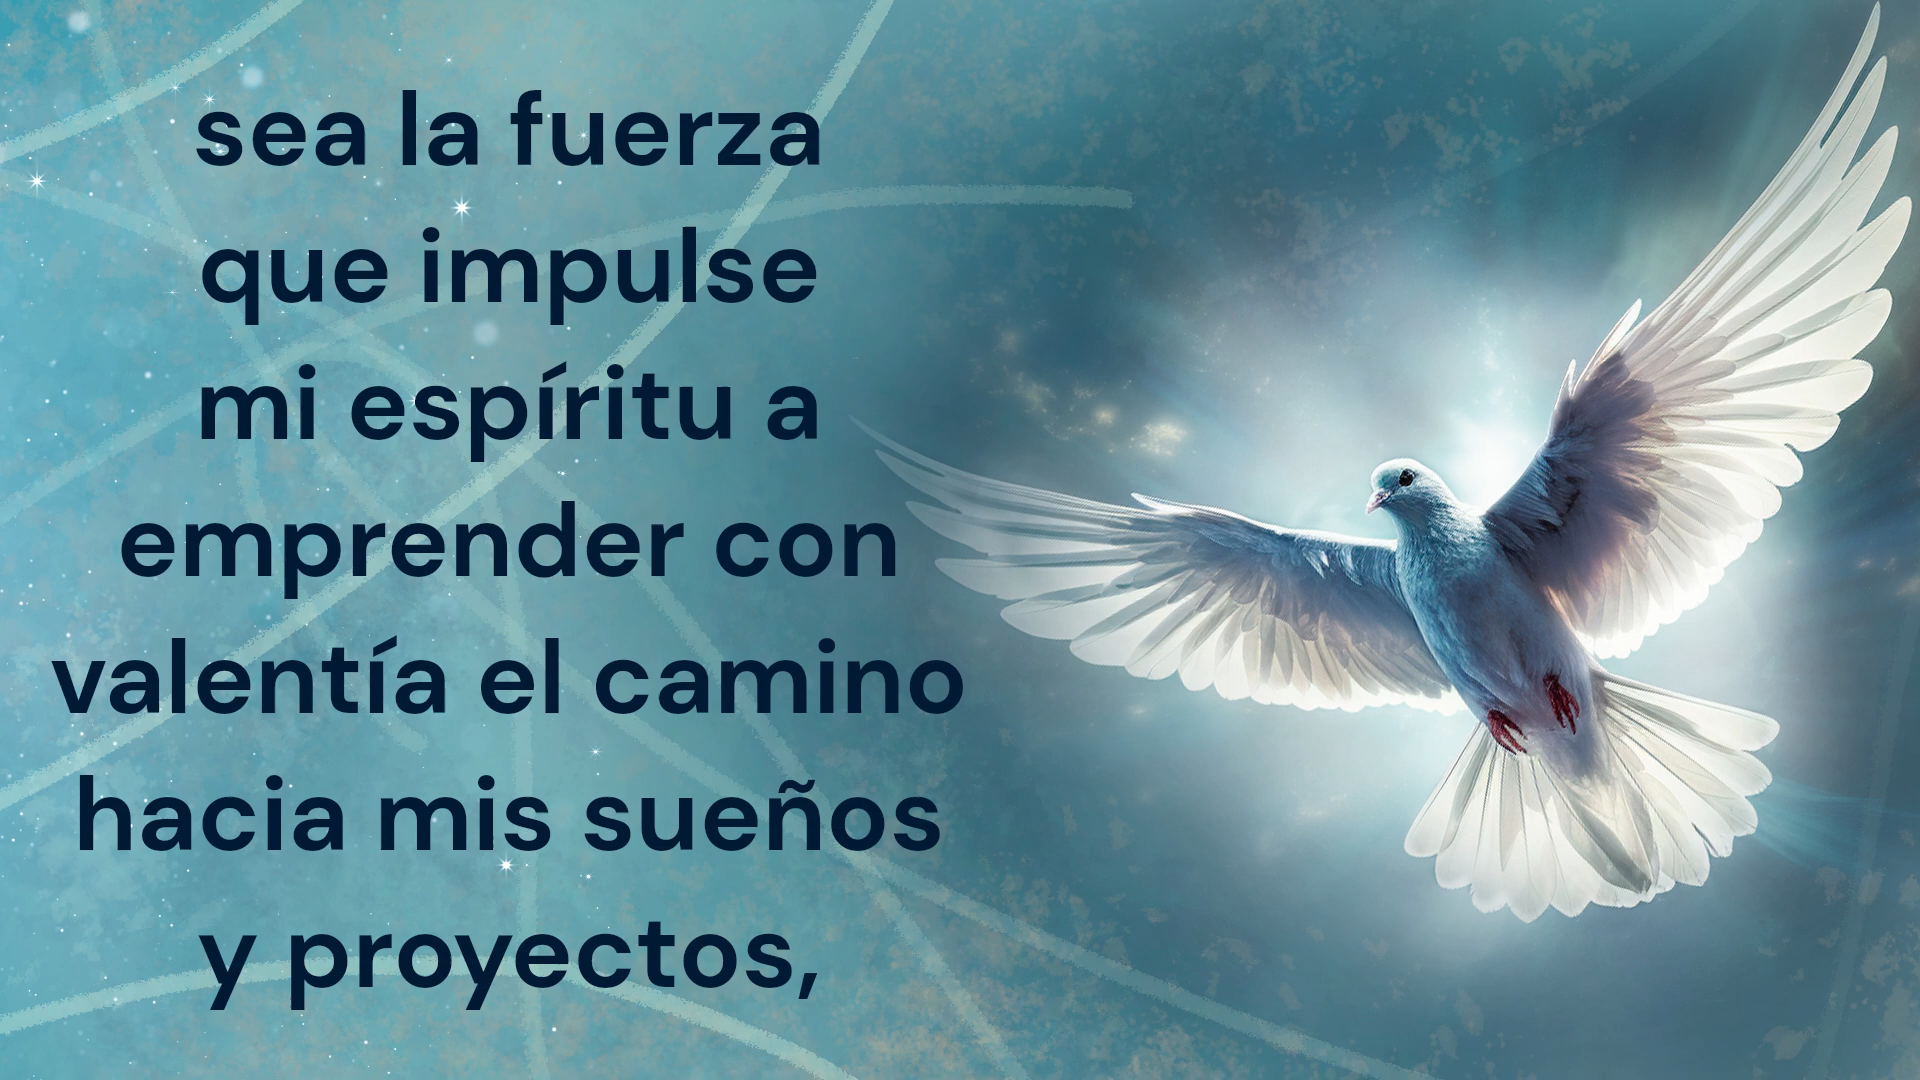 sea la fuerza
que impulse
mi espíritu a
emprender con
valentía el camino
hacia mis sueños
y proyectos,